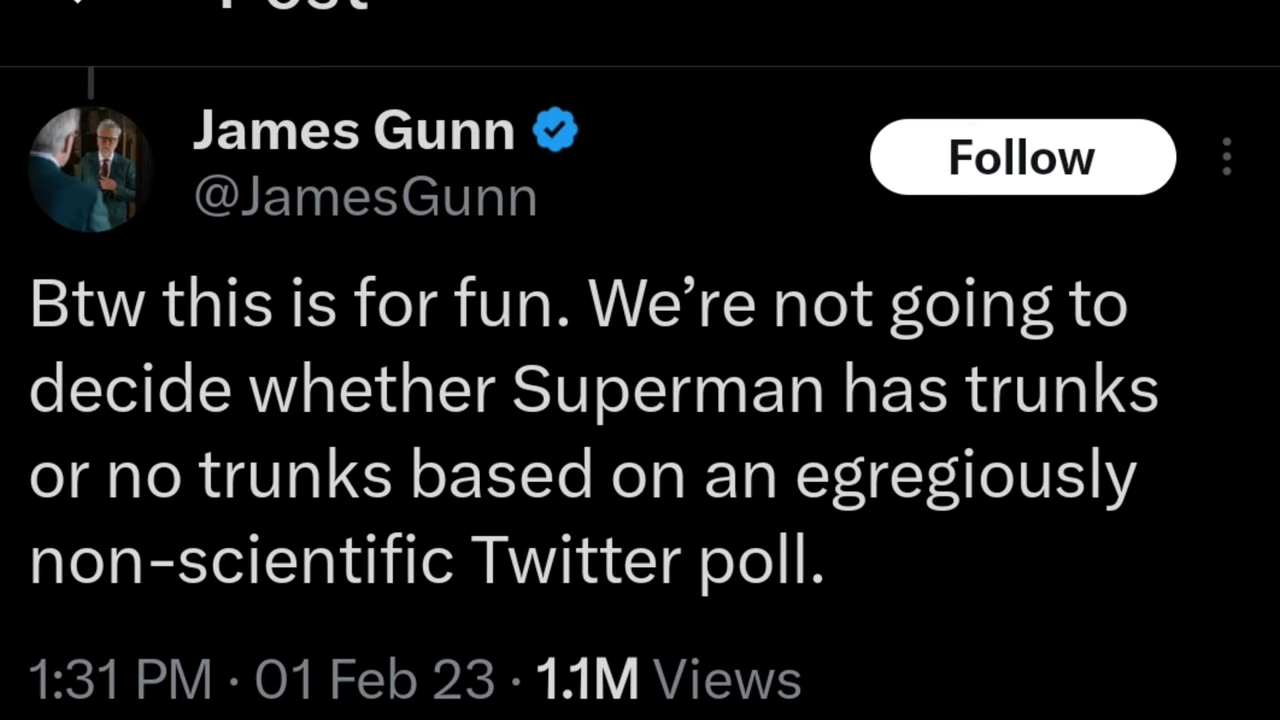 Post
James Gunn
@JamesGunn
Follow
Btw this is for fun. We’re not going to
decide whether Superman has trunks
or no trunks based on an egregiously
non-scientific Twitter poll.
1:31 PM · 01 Feb 23 · 1.1M Views